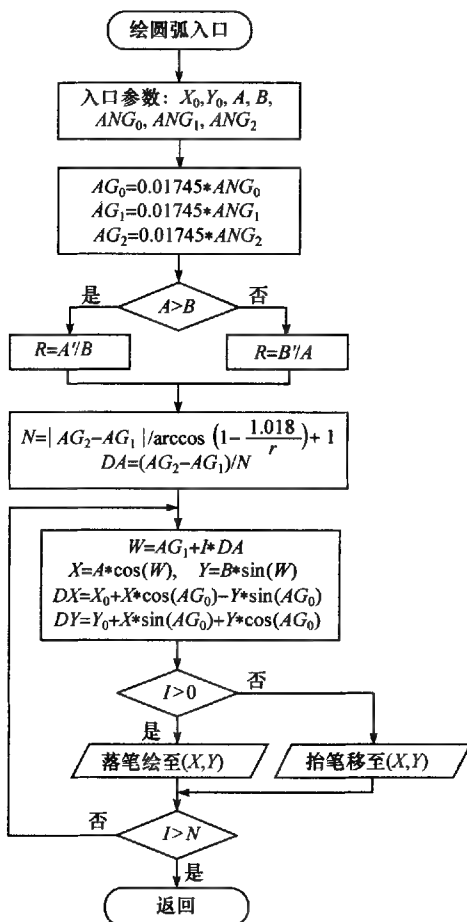 绘圆弧入口
入口参数：X₀,Y₀, A, B,
ANG₀, ANG₁, ANG₂
AG₀=0.01745*ANG₀
AG₁=0.01745*ANG₁
AG₂=0.01745*ANG₂
是
A>B
否
R=A'/B
R=B'/A
N=|AG₂−AG₁|/arccos(1−1.018/r)+1
DA=(AG₂−AG₁)/N
W=AG₁+I*DA
X=A*cos(W), Y=B*sin(W)
DX=X₀+X*cos(AG₀)−Y*sin(AG₀)
DY=Y₀+X*sin(AG₀)+Y*cos(AG₀)
I>0
否
是
落笔绘至(X,Y)
抬笔移至(X,Y)
否
I>N
是
返回